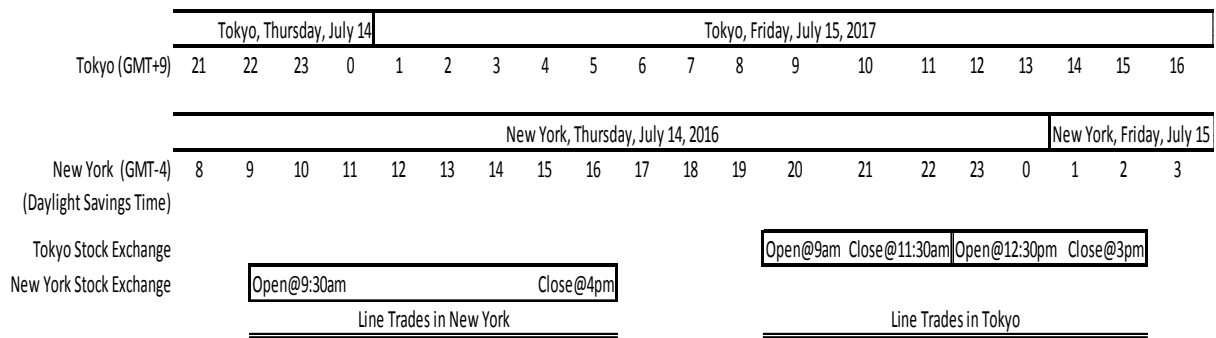 Tokyo, Thursday, July 14 Tokyo, Friday, July 15, 2017
Tokyo (GMT+9) 21 22 23 0 1 2 3 4 5 6 7 8 9 10 11 12 13 14 15 16
New York, Thursday, July 14, 2016 New York, Friday, July 15
New York (GMT-4) 8 9 10 11 12 13 14 15 16 17 18 19 20 21 22 23 0 1 2 3
(Daylight Savings Time)
Tokyo Stock Exchange Open@9am Close@11:30am Open@12:30pm Close@3pm
New York Stock Exchange Open@9:30am Close@4pm
Line Trades in New York Line Trades in Tokyo